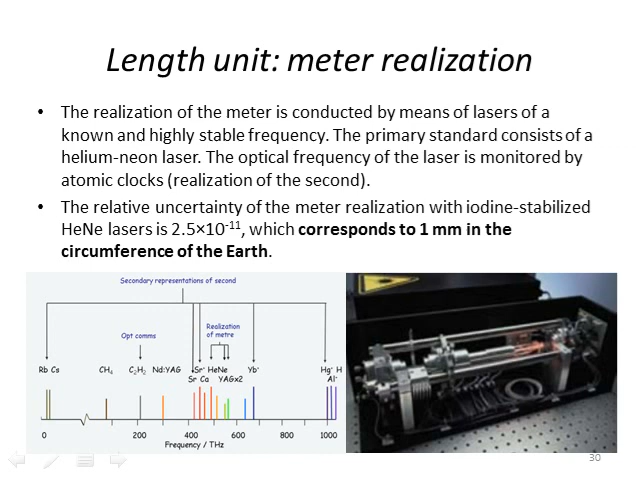 Length unit: meter realization
• The realization of the meter is conducted by means of lasers of a
known and highly stable frequency. The primary standard consists of a
helium-neon laser. The optical frequency of the laser is monitored by
atomic clocks (realization of the second).
• The relative uncertainty of the meter realization with iodine-stabilized
HeNe lasers is 2.5×10⁻¹¹, which corresponds to 1 mm in the
circumference of the Earth.
Secondary representations of second
Opt comms
Realization
of metre
Rb Cs CH₄ C₂H₂ Nd:YAG Sr⁺ HeNe Yb⁺ Hg⁺ H
Sr Ca YAGx2 Al⁺
0 200 400 600 800 1000
Frequency / THz
30